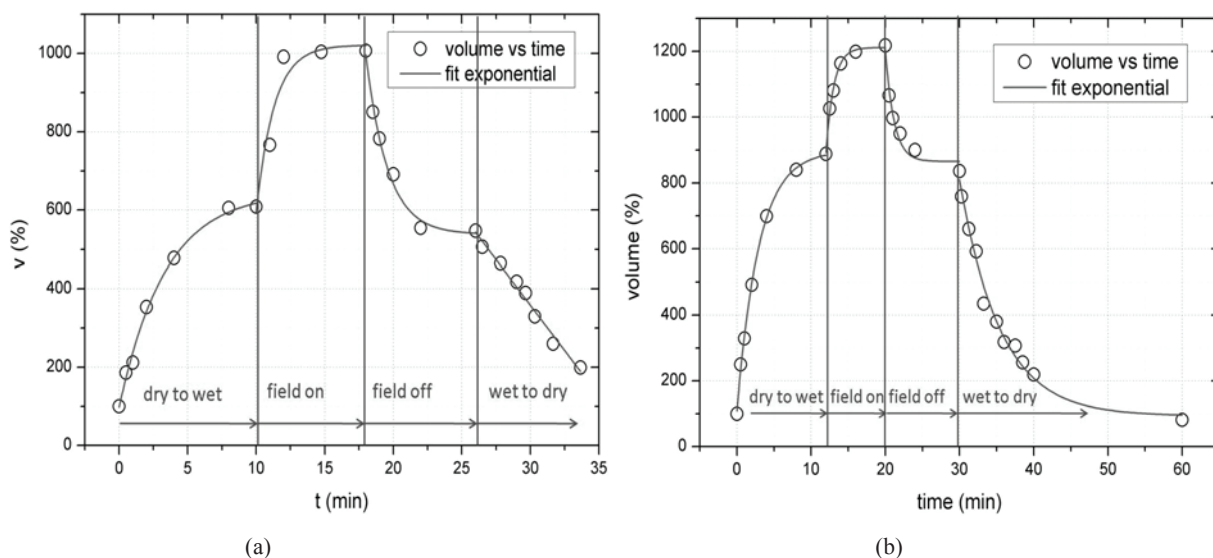 1000
800
600
400
200
0
v (%)
volume vs time
fit exponential
dry to wet
field on
field off
wet to dry
0
5
10
15
20
25
30
35
t (min)
(a)
1200
1000
800
600
400
200
0
volume (%)
volume vs time
fit exponential
dry to wet
field on
field off
wet to dry
0
10
20
30
40
50
60
time (min)
(b)